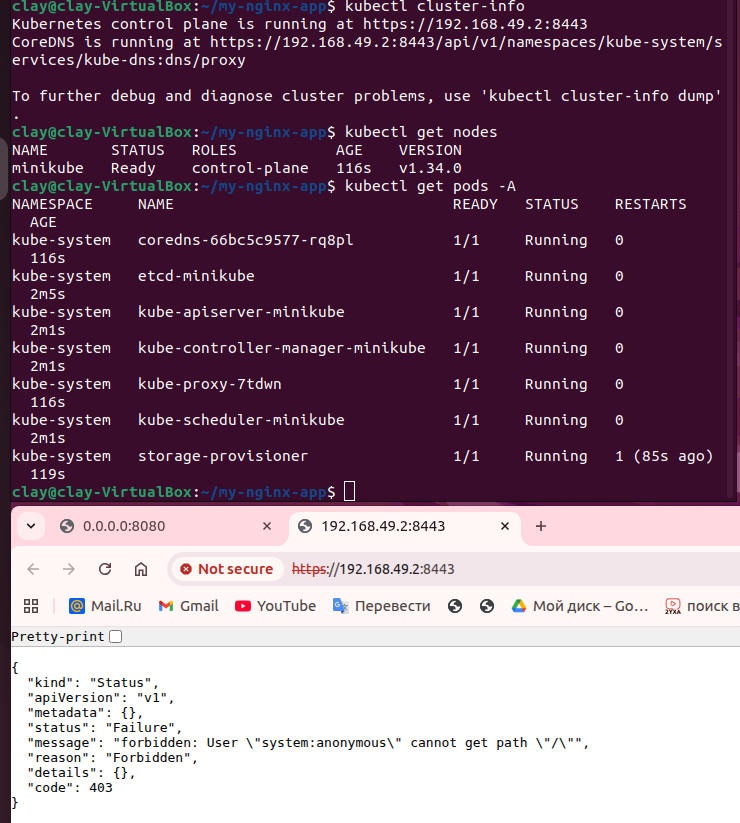 clay@clay-VirtualBox:~/my-nginx-app$ kubectl cluster-info
Kubernetes control plane is running at https://192.168.49.2:8443
CoreDNS is running at https://192.168.49.2:8443/api/v1/namespaces/kube-system/s
ervices/kube-dns:dns/proxy

To further debug and diagnose cluster problems, use 'kubectl cluster-info dump'
.
clay@clay-VirtualBox:~/my-nginx-app$ kubectl get nodes
NAME       STATUS   ROLES           AGE    VERSION
minikube   Ready    control-plane   116s   v1.34.0
clay@clay-VirtualBox:~/my-nginx-app$ kubectl get pods -A
NAMESPACE     NAME                               READY   STATUS    RESTARTS
  AGE
kube-system   coredns-66bc5c9577-rq8pl           1/1     Running   0
  116s
kube-system   etcd-minikube                      1/1     Running   0
  2m5s
kube-system   kube-apiserver-minikube            1/1     Running   0
  2m1s
kube-system   kube-controller-manager-minikube   1/1     Running   0
  2m1s
kube-system   kube-proxy-7tdwn                   1/1     Running   0
  116s
kube-system   kube-scheduler-minikube            1/1     Running   0
  2m1s
kube-system   storage-provisioner                1/1     Running   1 (85s ago)
  119s
clay@clay-VirtualBox:~/my-nginx-app$
0.0.0.0:8080 192.168.49.2:8443
Not secure https://192.168.49.2:8443
Mail.Ru Gmail YouTube Перевести Мой диск – Go... 2YXA поиск в
Pretty-print
{
  "kind": "Status",
  "apiVersion": "v1",
  "metadata": {},
  "status": "Failure",
  "message": "forbidden: User \"system:anonymous\" cannot get path \"/\"",
  "reason": "Forbidden",
  "details": {},
  "code": 403
}